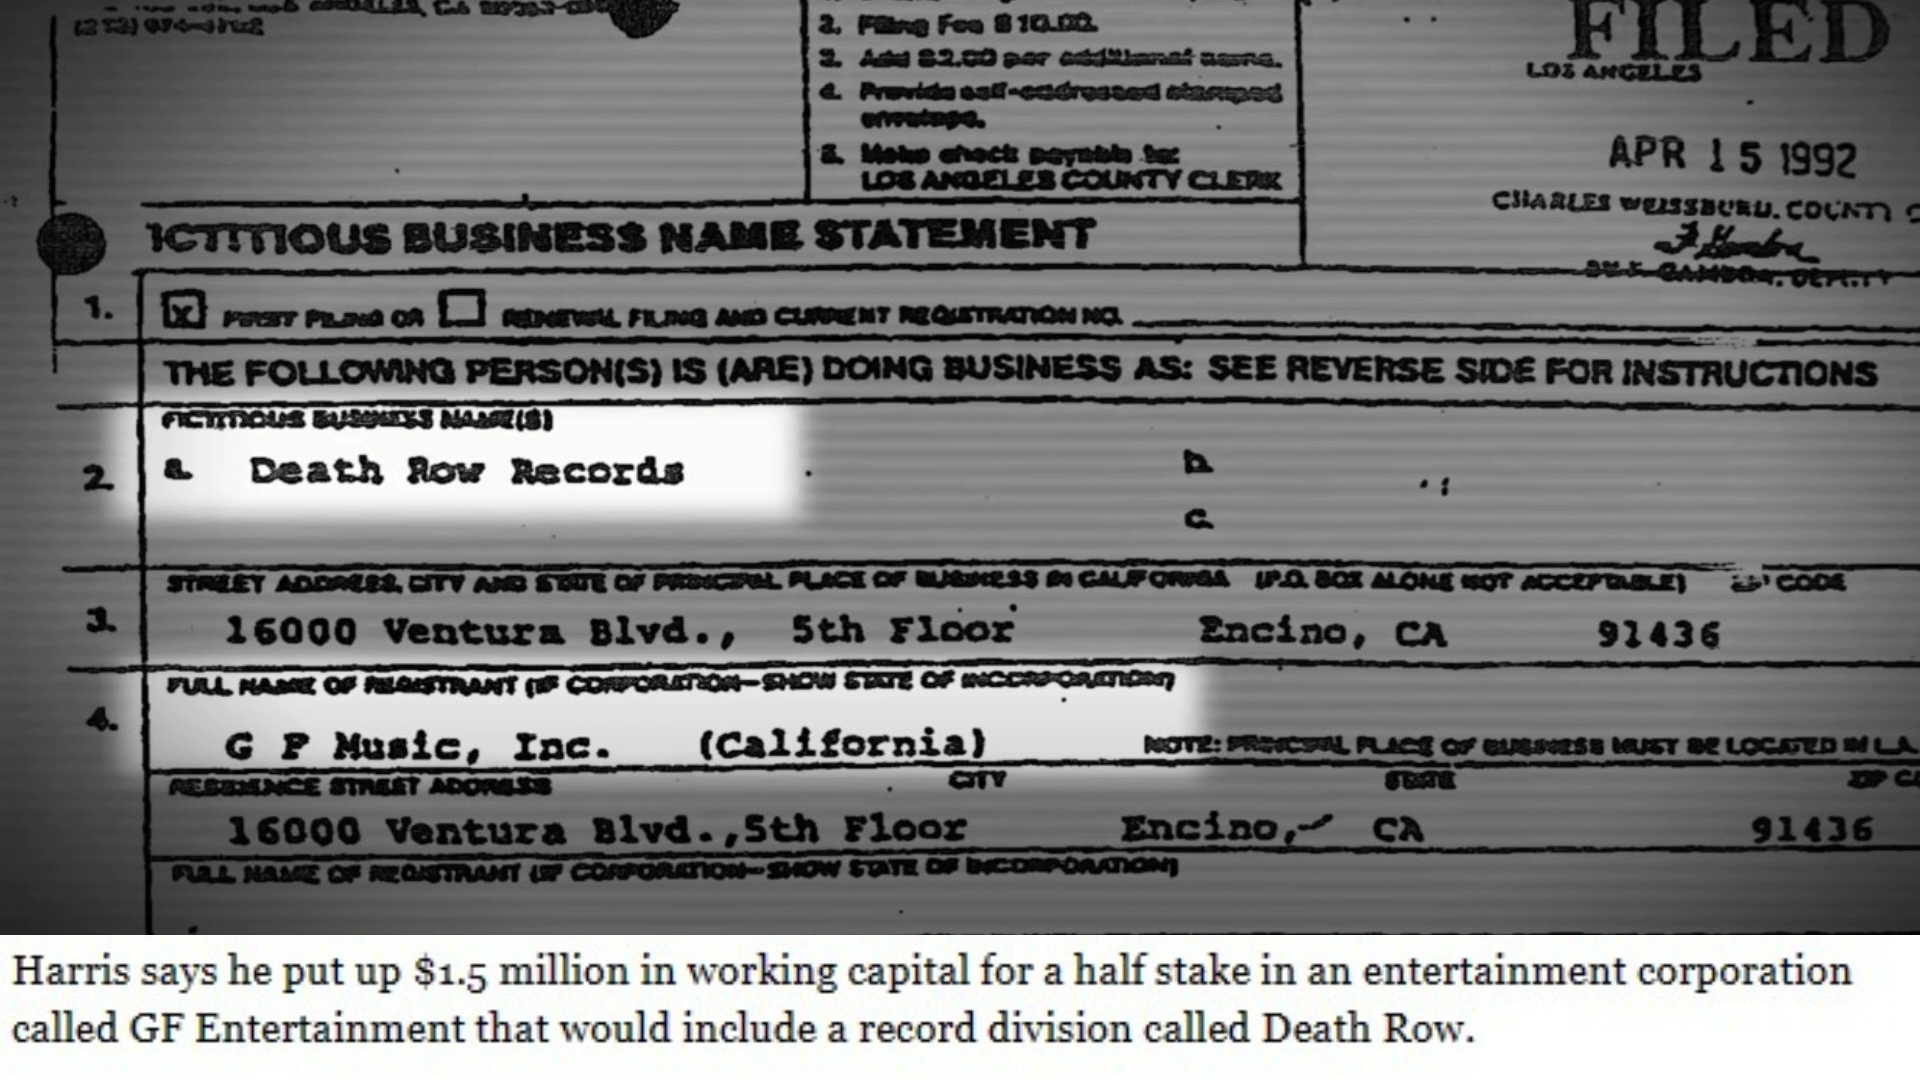 2. Filing Fee $10.00.
3. Add $2.00 per additional name.
4. Provide self-addressed stamped
envelope.
5. Make check payable to:
LOS ANGELES COUNTY CLERK
FILED
LOS ANGELES
APR 15 1992
CHARLES WEISSBURD, COUNTY
ICTITIOUS BUSINESS NAME STATEMENT
1. X FIRST FILING OR RENEWAL FILING AND CURRENT REGISTRATION NO.
THE FOLLOWING PERSON(S) IS (ARE) DOING BUSINESS AS: SEE REVERSE SIDE FOR INSTRUCTIONS
FICTITIOUS BUSINESS NAME(S)
2 a. Death Row Records b.
c.
STREET ADDRESS, CITY AND STATE OF PRINCIPAL PLACE OF BUSINESS IN CALIFORNIA (P.O. BOX ALONE NOT ACCEPTABLE) ZIP CODE
3. 16000 Ventura Blvd., 5th Floor Encino, CA 91436
FULL NAME OF REGISTRANT (IF CORPORATION—SHOW STATE OF INCORPORATION)
4. G F Music, Inc. (California) NOTE: PRINCIPAL PLACE OF BUSINESS MUST BE LOCATED IN L.A.
RESIDENCE STREET ADDRESS CITY STATE ZIP
16000 Ventura Blvd.,5th Floor Encino, CA 91436
FULL NAME OF REGISTRANT (IF CORPORATION—SHOW STATE OF INCORPORATION)
Harris says he put up $1.5 million in working capital for a half stake in an entertainment corporation
called GF Entertainment that would include a record division called Death Row.